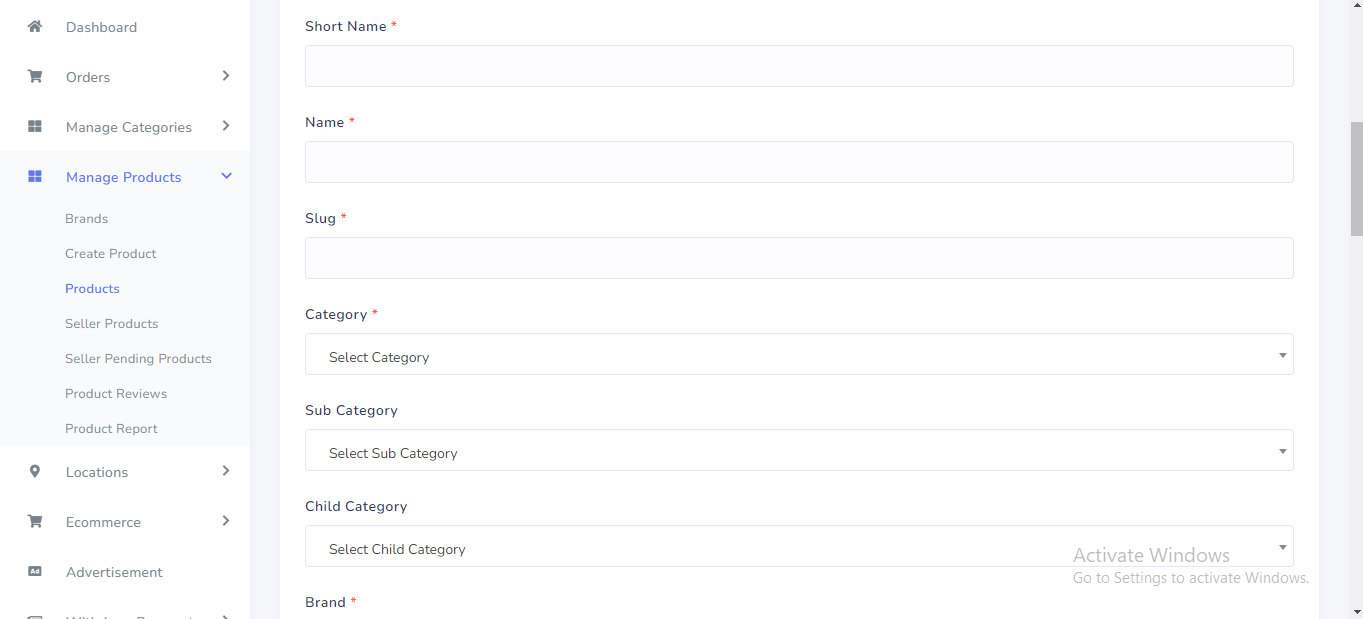 Dashboard
Orders
Manage Categories
Manage Products
Brands
Create Product
Products
Seller Products
Seller Pending Products
Product Reviews
Product Report
Locations
Ecommerce
Ad Advertisement
Short Name *
Name *
Slug *
Category *
Select Category
Sub Category
Select Sub Category
Child Category
Select Child Category
Brand *
Activate Windows
Go to Settings to activate Windows.